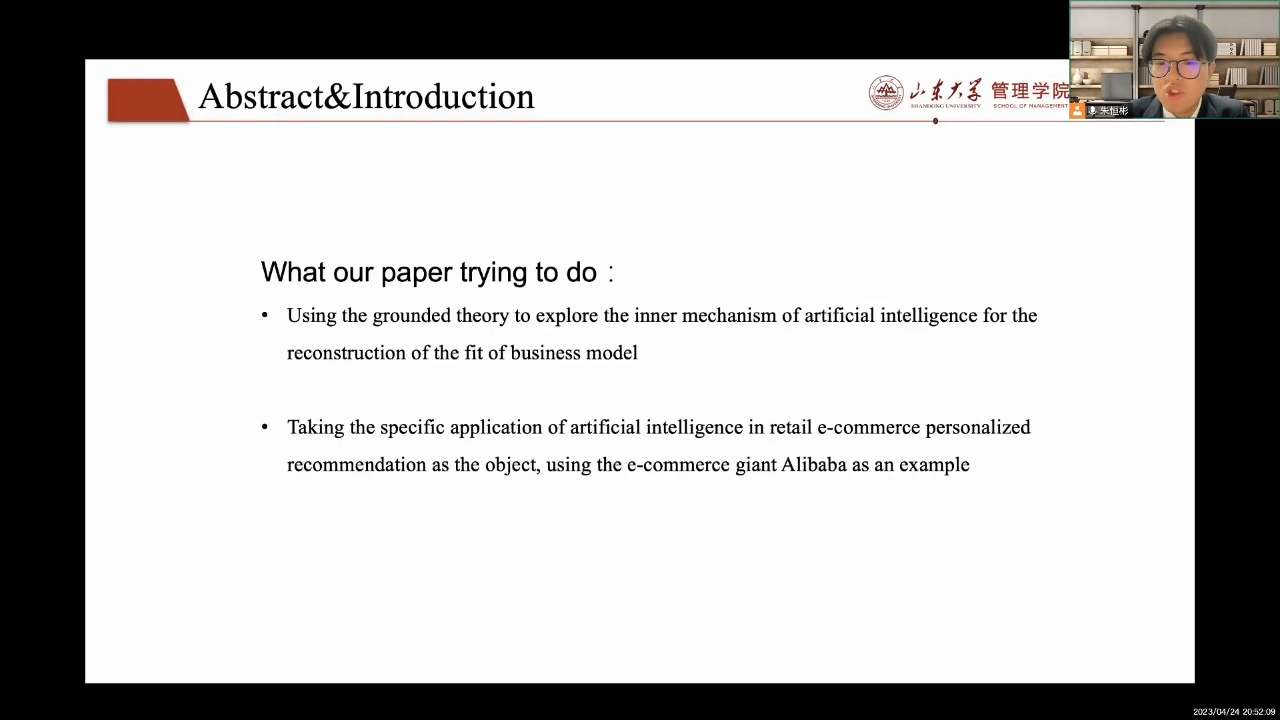 Abstract&Introduction
山东大学 管理学院
SHANDONG UNIVERSITY SCHOOL OF MANAGEMENT
朱恒彬
What our paper trying to do：
• Using the grounded theory to explore the inner mechanism of artificial intelligence for the
reconstruction of the fit of business model
• Taking the specific application of artificial intelligence in retail e-commerce personalized
recommendation as the object, using the e-commerce giant Alibaba as an example
2023/04/24 20:52:09